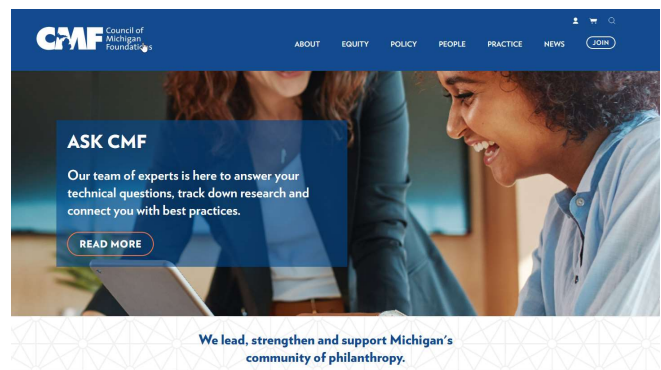 CMF
Council of
Michigan
Foundations
ABOUT EQUITY POLICY PEOPLE PRACTICE NEWS JOIN
ASK CMF
Our team of experts is here to answer your
technical questions, track down research and
connect you with best practices.
READ MORE
We lead, strengthen and support Michigan's
community of philanthropy.